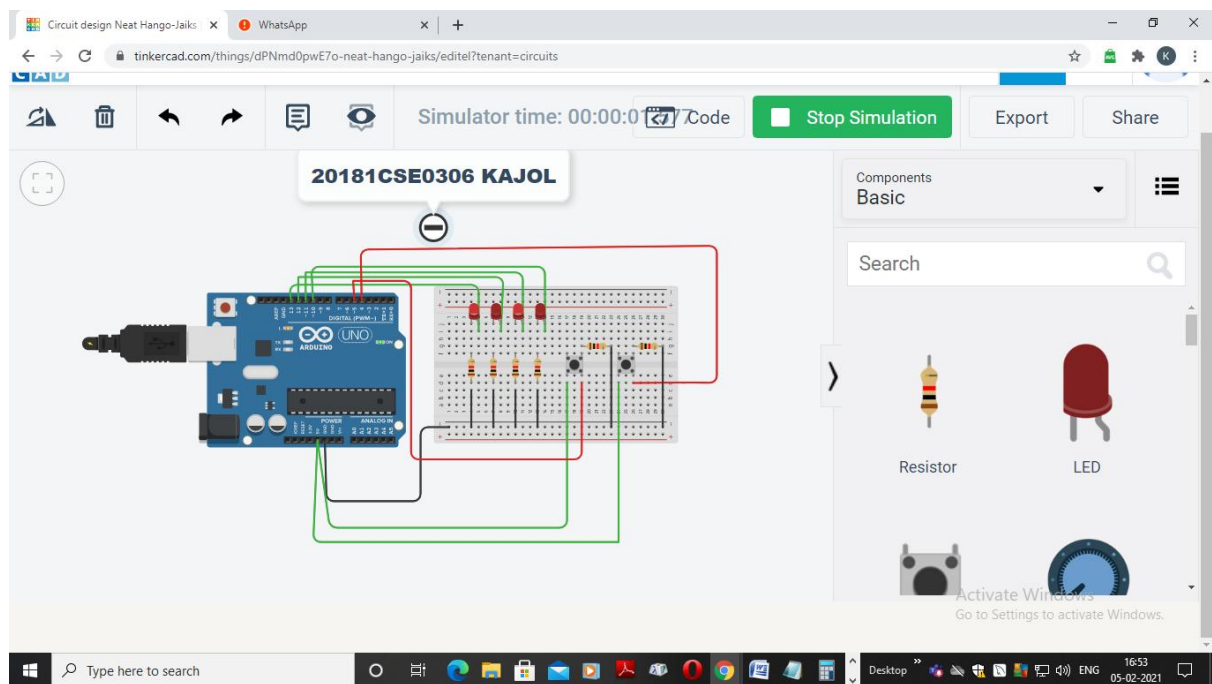 Circuit design Neat Hango-Jaiks
WhatsApp
tinkercad.com/things/dPNmd0pwE7o-neat-hango-jaiks/editel?tenant=circuits
K
CAD
Simulator time: 00:00:0
Code
Stop Simulation
Export
Share
20181CSE0306 KAJOL
Components
Basic
Search
DIGITAL (PWM~)
UNO
ARDUINO
POWER
ANALOG IN
Resistor
LED
Activate Windows
Go to Settings to activate Windows.
Type here to search
Desktop
ENG
16:53
05-02-2021